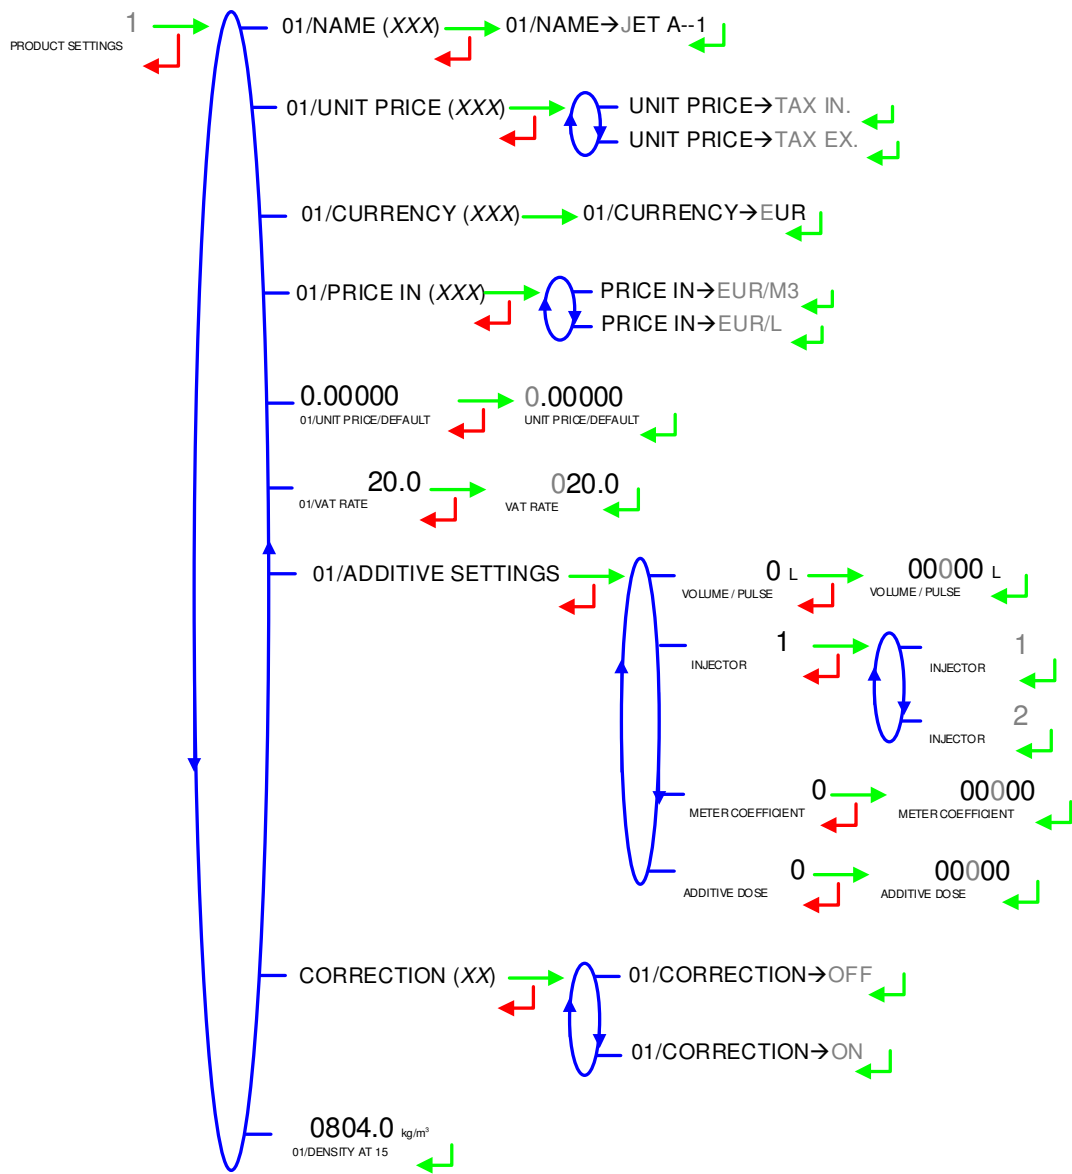 1
PRODUCT SETTINGS
01/NAME (XXX) 01/NAME→JET A--1
01/UNIT PRICE (XXX)
UNIT PRICE→TAX IN.
UNIT PRICE→TAX EX.
01/CURRENCY (XXX) 01/CURRENCY→EUR
01/PRICE IN (XXX)
PRICE IN→EUR/M3
PRICE IN→EUR/L
0.00000 0.00000
01/UNIT PRICE/DEFAULT UNIT PRICE/DEFAULT
20.0 020.0
01/VAT RATE VAT RATE
01/ADDITIVE SETTINGS
0 L 00000 L
VOLUME / PULSE VOLUME / PULSE
1 1
INJECTOR INJECTOR
2
INJECTOR
0 00000
METER COEFFICIENT METER COEFFICIENT
0 00000
ADDITIVE DOSE ADDITIVE DOSE
CORRECTION (XX)
01/CORRECTION→OFF
01/CORRECTION→ON
0804.0 kg/m³
01/DENSITY AT 15